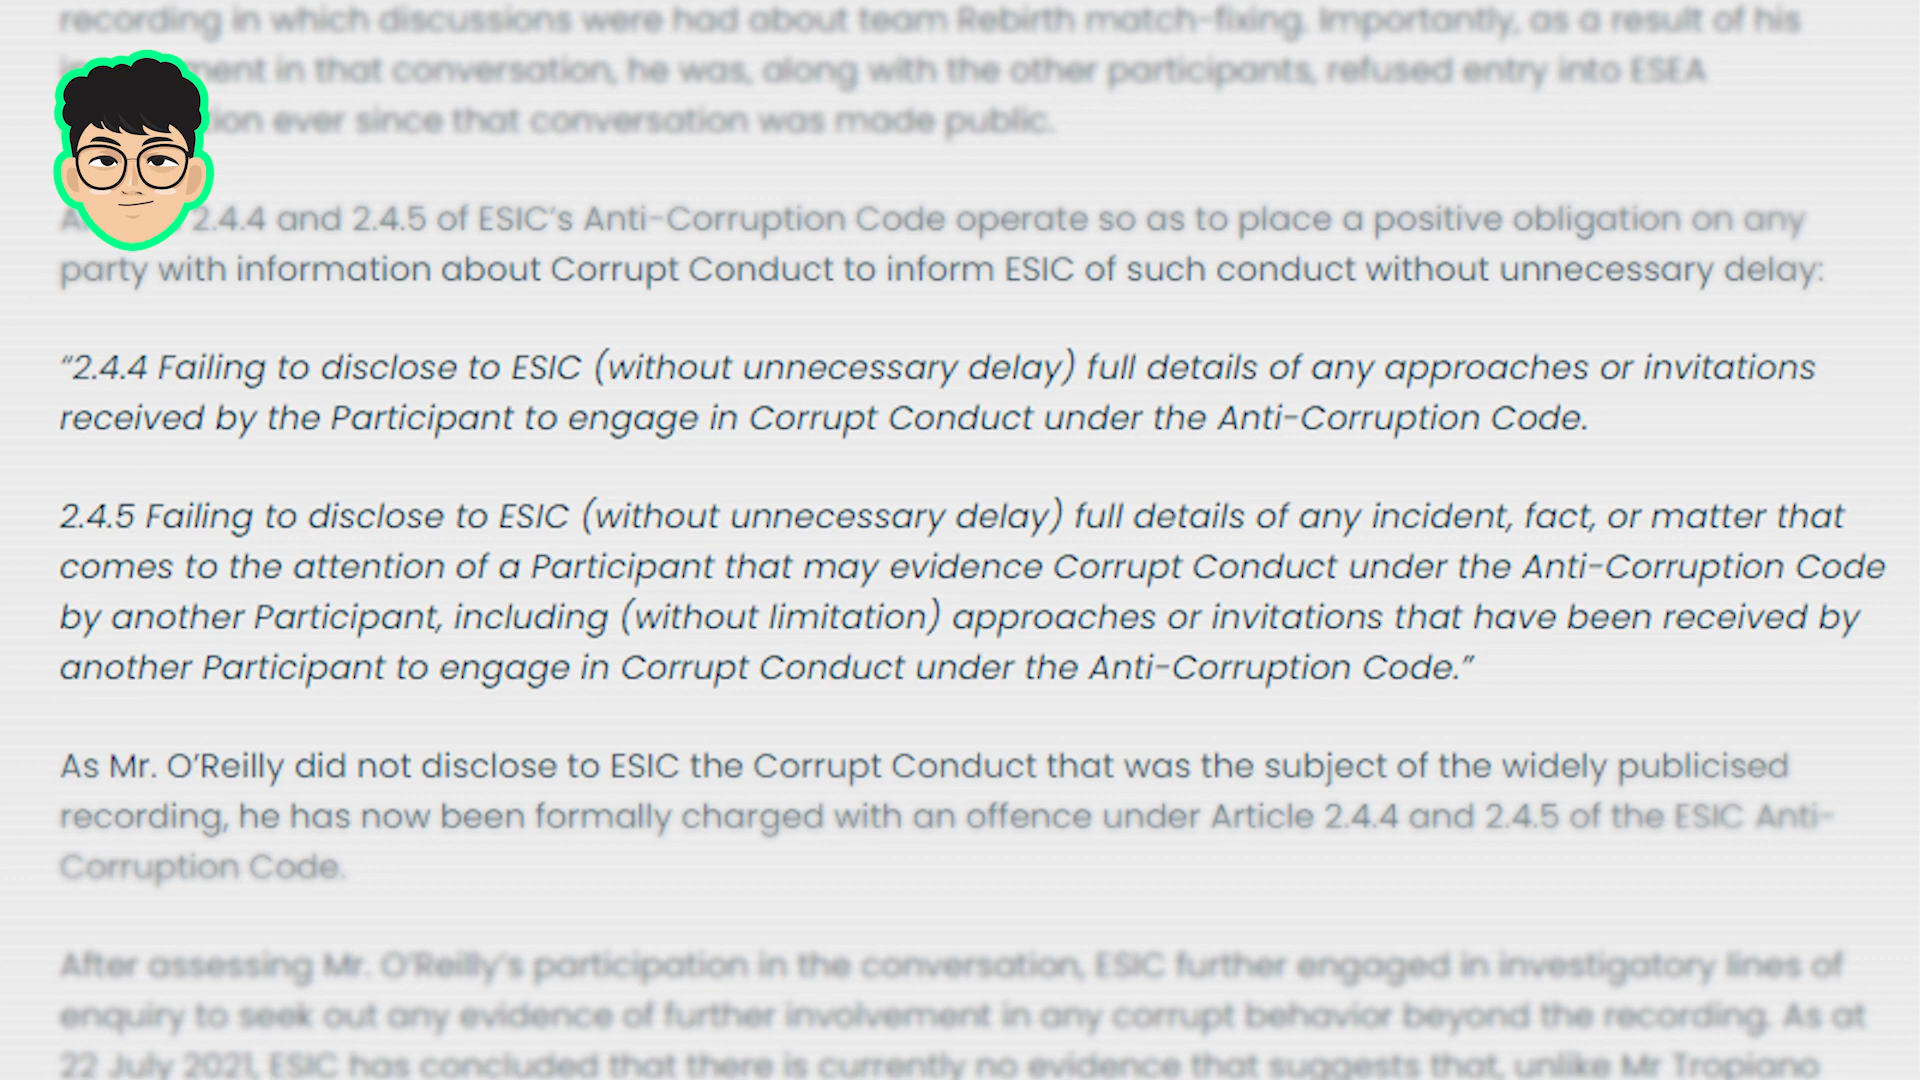 recording in which discussions were had about team Rebirth match-fixing. Importantly, as a result of his
in that conversation, he was, along with the other participants, refused entry into ESEA
ever since that conversation was made public.
2.4.4 and 2.4.5 of ESIC’s Anti-Corruption Code operate so as to place a positive obligation on any
party with information about Corrupt Conduct to inform ESIC of such conduct without unnecessary delay:
“2.4.4 Failing to disclose to ESIC (without unnecessary delay) full details of any approaches or invitations
received by the Participant to engage in Corrupt Conduct under the Anti-Corruption Code.
2.4.5 Failing to disclose to ESIC (without unnecessary delay) full details of any incident, fact, or matter that
comes to the attention of a Participant that may evidence Corrupt Conduct under the Anti-Corruption Code
by another Participant, including (without limitation) approaches or invitations that have been received by
another Participant to engage in Corrupt Conduct under the Anti-Corruption Code.”
As Mr. O’Reilly did not disclose to ESIC the Corrupt Conduct that was the subject of the widely publicised
recording, he has now been formally charged with an offence under Article 2.4.4 and 2.4.5 of the ESIC Anti-
Corruption Code.
After assessing Mr. O’Reilly’s participation in the conversation, ESIC further engaged in investigatory lines of
enquiry to seek out any evidence of further involvement in any corrupt behavior beyond the recording. As at
22 July 2021, ESIC has concluded that there is currently no evidence that suggests that, unlike Mr Tropiano